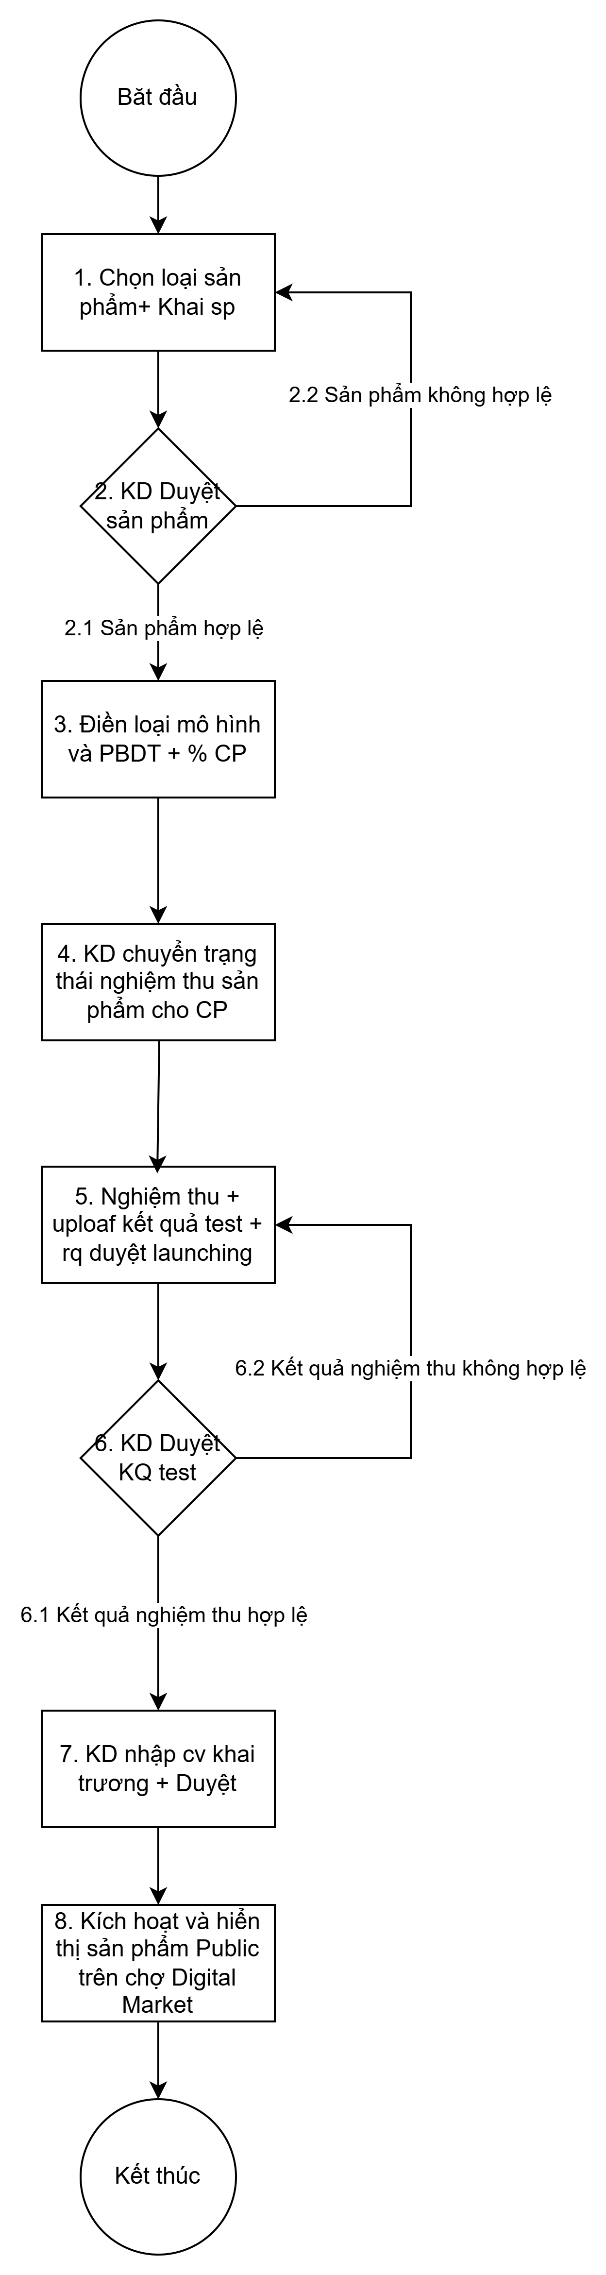 Băt đầu
1. Chọn loại sản
phẩm+ Khai sp
2.2 Sản phẩm không hợp lệ
2. KD Duyệt
sản phẩm
2.1 Sản phẩm hợp lệ
3. Điền loại mô hình
và PBDT + % CP
4. KD chuyển trạng
thái nghiệm thu sản
phẩm cho CP
5. Nghiệm thu +
uploaf kết quả test +
rq duyệt launching
6.2 Kết quả nghiệm thu không hợp lệ
6. KD Duyệt
KQ test
6.1 Kết quả nghiệm thu hợp lệ
7. KD nhập cv khai
trương + Duyệt
8. Kích hoạt và hiển
thị sản phẩm Public
trên chợ Digital
Market
Kết thúc